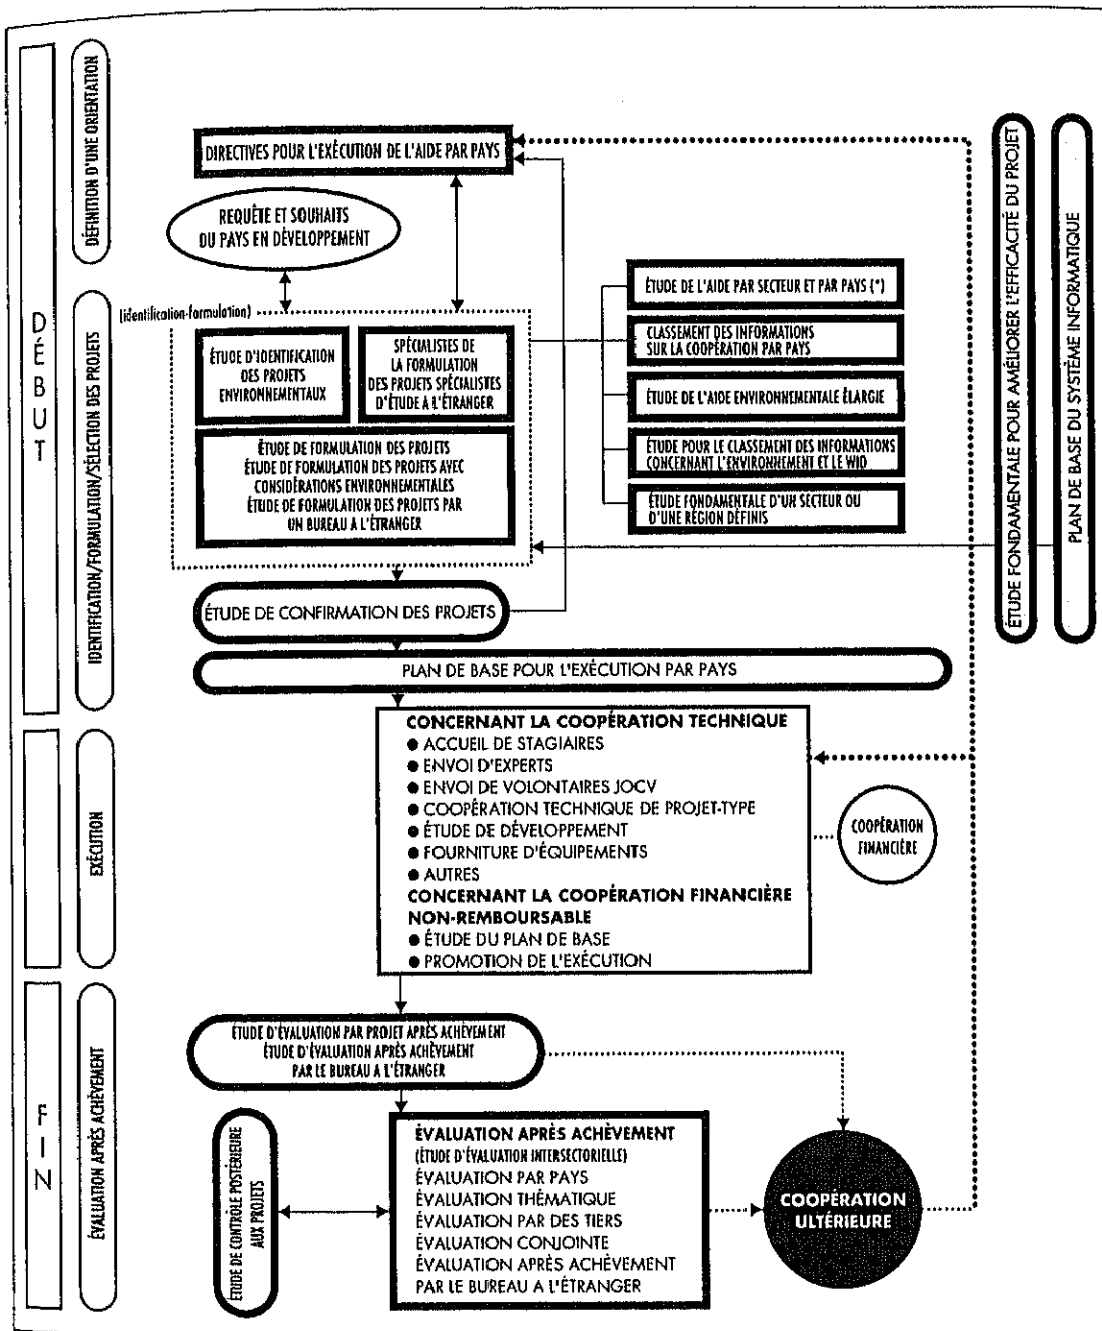 DÉBUT
FIN
DÉFINITION D'UNE ORIENTATION
IDENTIFICATION/FORMULATION/SÉLECTION DES PROJETS
EXÉCUTION
ÉVALUATION APRÈS ACHÈVEMENT
DIRECTIVES POUR L'EXÉCUTION DE L'AIDE PAR PAYS
REQUÊTE ET SOUHAITS
DU PAYS EN DÉVELOPPEMENT
(identification-formulation)
ÉTUDE D'IDENTIFICATION
DES PROJETS
ENVIRONNEMENTAUX
SPÉCIALISTES DE
LA FORMULATION
DES PROJETS SPÉCIALISTES
D'ÉTUDE A L'ÉTRANGER
ÉTUDE DE FORMULATION DES PROJETS
ÉTUDE DE FORMULATION DES PROJETS AVEC
CONSIDÉRATIONS ENVIRONNEMENTALES
ÉTUDE DE FORMULATION DES PROJETS PAR
UN BUREAU A L'ÉTRANGER
ÉTUDE DE L'AIDE PAR SECTEUR ET PAR PAYS (*)
CLASSEMENT DES INFORMATIONS
SUR LA COOPÉRATION PAR PAYS
ÉTUDE DE L'AIDE ENVIRONNEMENTALE ÉLARGIE
ÉTUDE POUR LE CLASSEMENT DES INFORMATIONS
CONCERNANT L'ENVIRONNEMENT ET LE WID
ÉTUDE FONDAMENTALE D'UN SECTEUR OU
D'UNE RÉGION DÉFINIS
ÉTUDE FONDAMENTALE POUR AMÉLIORER L'EFFICACITÉ DU PROJET
PLAN DE BASE DU SYSTÈME INFORMATIQUE
ÉTUDE DE CONFIRMATION DES PROJETS
PLAN DE BASE POUR L'EXÉCUTION PAR PAYS
CONCERNANT LA COOPÉRATION TECHNIQUE
● ACCUEIL DE STAGIAIRES
● ENVOI D'EXPERTS
● ENVOI DE VOLONTAIRES JOCV
● COOPÉRATION TECHNIQUE DE PROJET-TYPE
● ÉTUDE DE DÉVELOPPEMENT
● FOURNITURE D'ÉQUIPEMENTS
● AUTRES
CONCERNANT LA COOPÉRATION FINANCIÈRE
NON-REMBOURSABLE
● ÉTUDE DU PLAN DE BASE
● PROMOTION DE L'EXÉCUTION
COOPÉRATION
FINANCIÈRE
ÉTUDE D'ÉVALUATION PAR PROJET APRÈS ACHÈVEMENT
ÉTUDE D'ÉVALUATION APRÈS ACHÈVEMENT
PAR LE BUREAU A L'ÉTRANGER
ÉTUDE DE CONTRÔLE POSTÉRIEURE
AUX PROJETS
ÉVALUATION APRÈS ACHÈVEMENT
(ÉTUDE D'ÉVALUATION INTERSECTORIELLE)
ÉVALUATION PAR PAYS
ÉVALUATION THÉMATIQUE
ÉVALUATION PAR DES TIERS
ÉVALUATION CONJOINTE
ÉVALUATION APRÈS ACHÈVEMENT
PAR LE BUREAU A L'ÉTRANGER
COOPÉRATION
ULTÉRIEURE